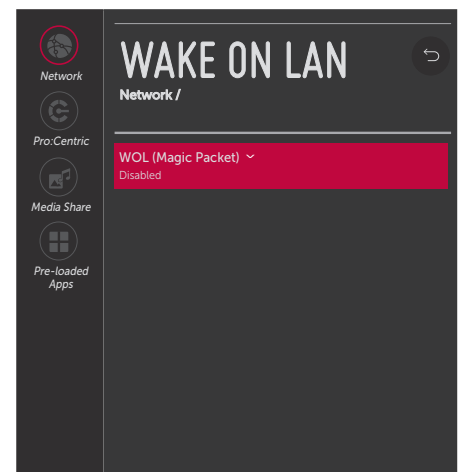 Network
Pro:Centric
Media Share
Pre-loaded
Apps
WAKE ON LAN
Network /
WOL (Magic Packet)
Disabled